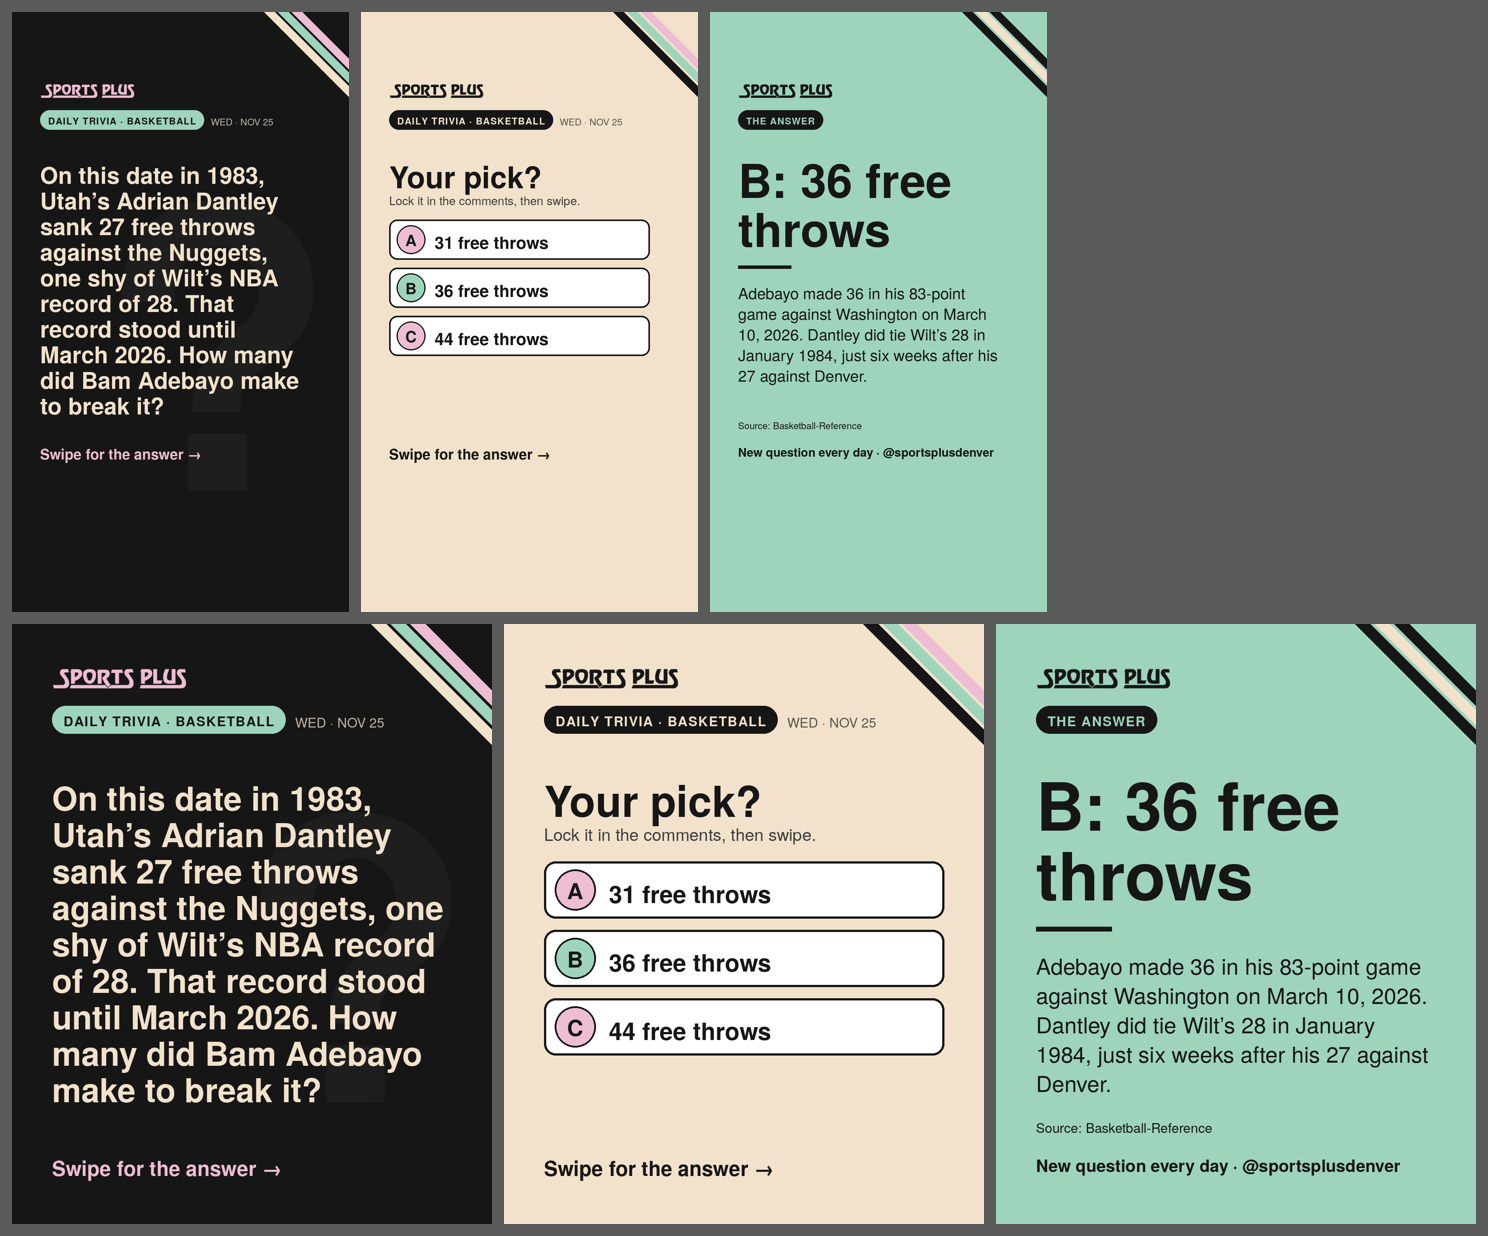 SPORTS PLUS
DAILY TRIVIA · BASKETBALL WED · NOV 25
On this date in 1983,
Utah’s Adrian Dantley
sank 27 free throws
against the Nuggets,
one shy of Wilt’s NBA
record of 28. That
record stood until
March 2026. How many
did Bam Adebayo make
to break it?
Swipe for the answer →
SPORTS PLUS
DAILY TRIVIA · BASKETBALL WED · NOV 25
Your pick?
Lock it in the comments, then swipe.
A 31 free throws
B 36 free throws
C 44 free throws
Swipe for the answer →
SPORTS PLUS
THE ANSWER
B: 36 free
throws
Adebayo made 36 in his 83-point
game against Washington on March
10, 2026. Dantley did tie Wilt’s 28 in
January 1984, just six weeks after his
27 against Denver.
Source: Basketball-Reference
New question every day · @sportsplusdenver
SPORTS PLUS
DAILY TRIVIA · BASKETBALL WED · NOV 25
On this date in 1983,
Utah’s Adrian Dantley
sank 27 free throws
against the Nuggets, one
shy of Wilt’s NBA record
of 28. That record stood
until March 2026. How
many did Bam Adebayo
make to break it?
Swipe for the answer →
SPORTS PLUS
DAILY TRIVIA · BASKETBALL WED · NOV 25
Your pick?
Lock it in the comments, then swipe.
A 31 free throws
B 36 free throws
C 44 free throws
Swipe for the answer →
SPORTS PLUS
THE ANSWER
B: 36 free
throws
Adebayo made 36 in his 83-point game
against Washington on March 10, 2026.
Dantley did tie Wilt’s 28 in January
1984, just six weeks after his 27 against
Denver.
Source: Basketball-Reference
New question every day · @sportsplusdenver